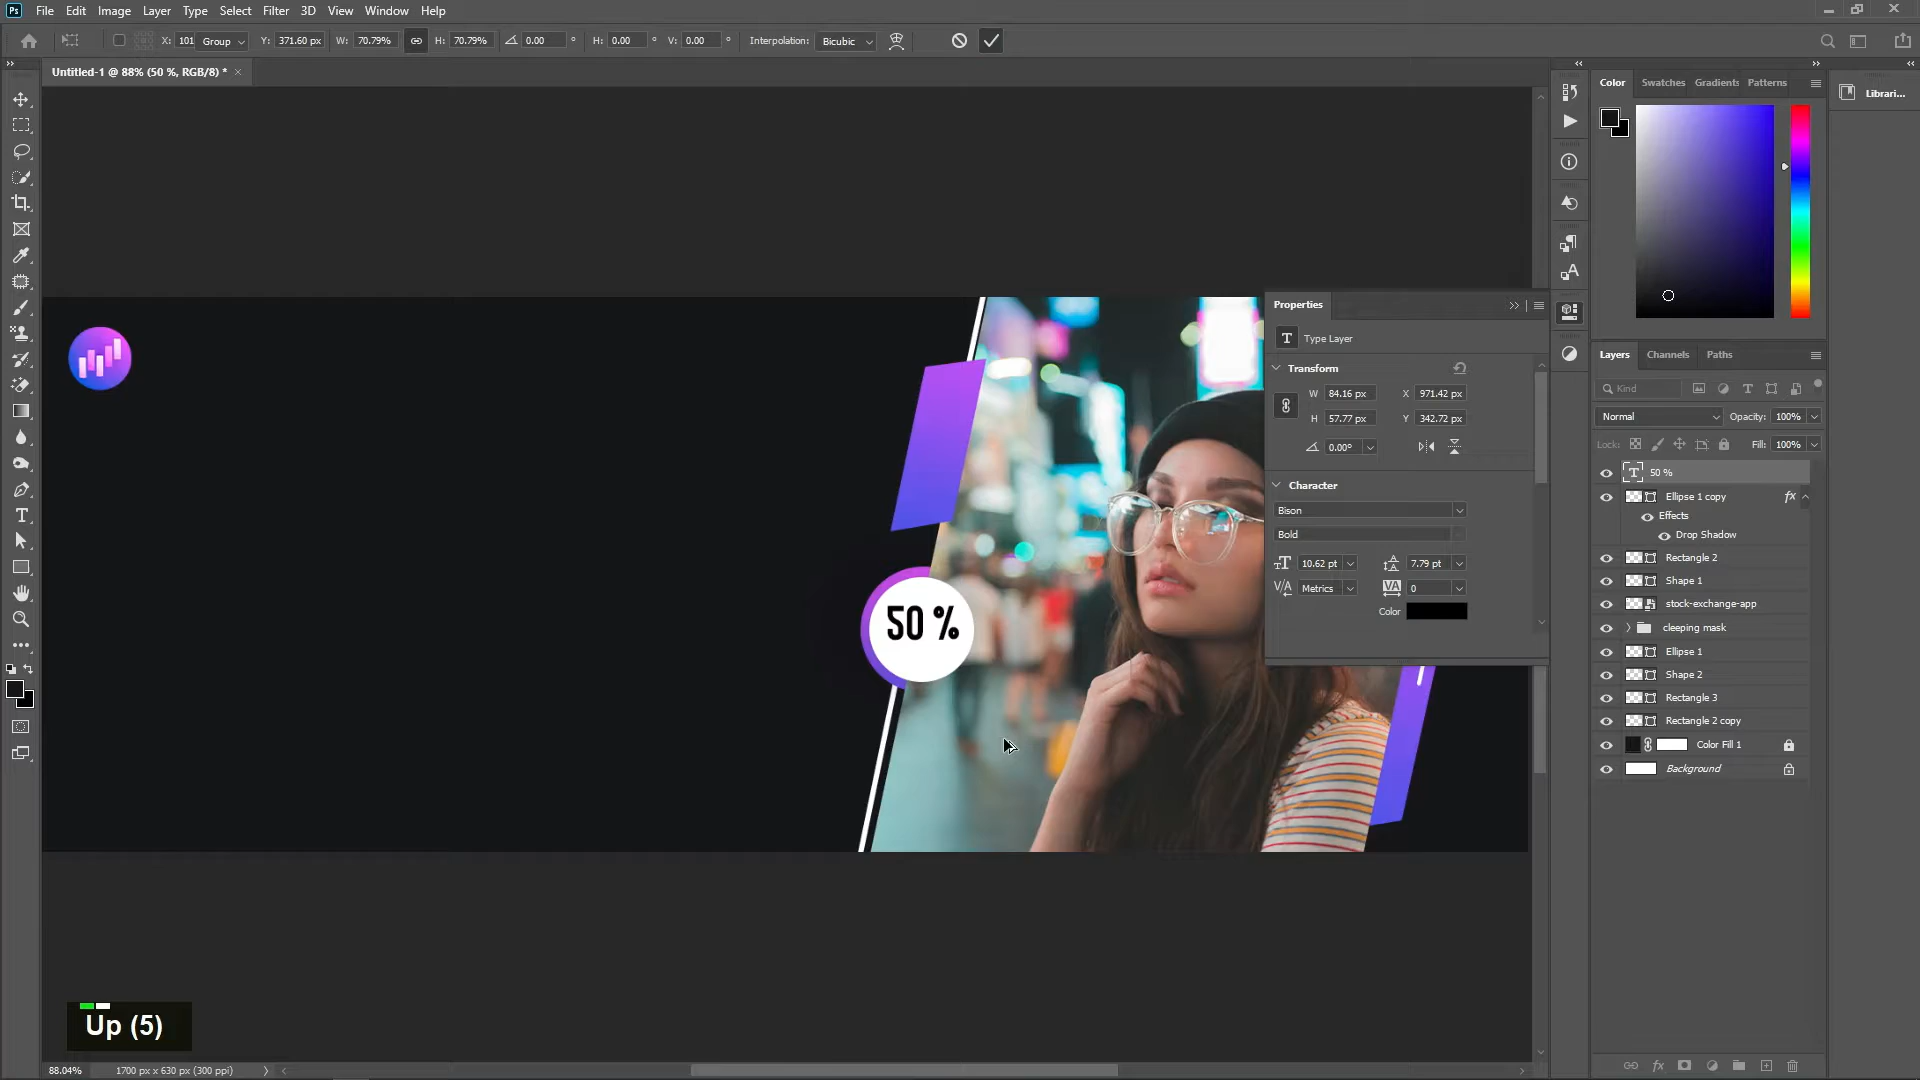 Ps File Edit Image Layer Type Select Filter 3D View Window Help
X: 101 Group Y: 371.60 px W: 70.79% H: 70.79% 0.00 ° H: 0.00 ° V: 0.00 ° Interpolation: Bicubic
Untitled-1 @ 88% (50 %, RGB/8) * ×
Color Swatches Gradients Patterns
Librari...
Properties
T Type Layer
Transform
W 84.16 px X 971.42 px
H 57.77 px Y 342.72 px
0.00°
Character
Bison
Bold
10.62 pt 7.79 pt
Metrics 0
Color
Layers Channels Paths
Kind
Normal Opacity: 100%
Lock: Fill: 100%
T 50 %
Ellipse 1 copy fx
Effects
Drop Shadow
Rectangle 2
Shape 1
stock-exchange-app
cleeping mask
Ellipse 1
Shape 2
Rectangle 3
Rectangle 2 copy
Color Fill 1
Background
50 %
Up (5)
88.04% 1700 px x 630 px (300 ppi)